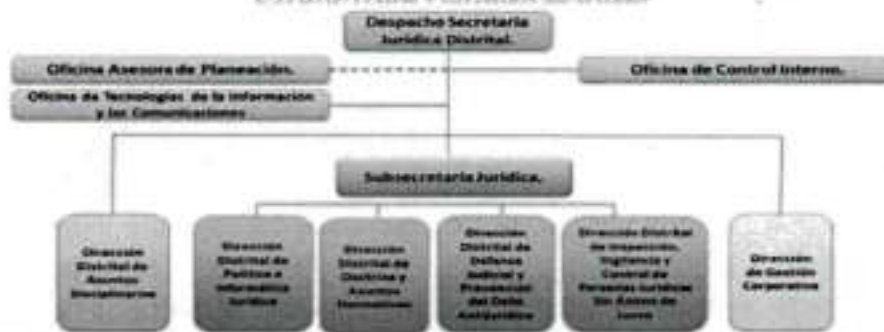 Despacho Secretaría
Jurídica Distrital.
Oficina Asesora de Planeación.
Oficina de Control Interno.
Oficina de Tecnologías de la Información
y las Comunicaciones
Subsecretaría Jurídica.
Dirección
Distrital de
Asuntos
Disciplinarios
Dirección
Distrital de
Política e
Informática
Jurídica
Dirección
Distrital de
Doctrina y
Asuntos
Normativos
Dirección
Distrital de
Defensa
Judicial y
Prevención
del Daño
Antijurídico
Dirección Distrital
de Inspección,
Vigilancia y
Control de
Personas Jurídicas
Sin Ánimo de
Lucro
Dirección
de Gestión
Corporativa